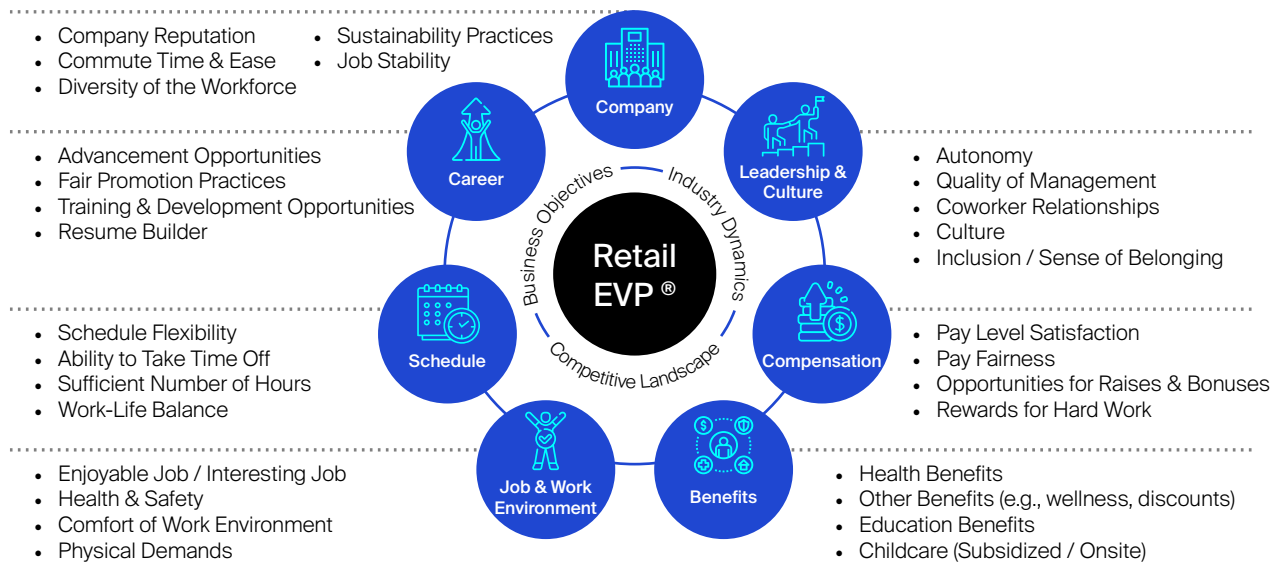 • Company Reputation
• Commute Time & Ease
• Diversity of the Workforce
• Sustainability Practices
• Job Stability
Company
Career
Leadership &
Culture
• Advancement Opportunities
• Fair Promotion Practices
• Training & Development Opportunities
• Resume Builder
• Autonomy
• Quality of Management
• Coworker Relationships
• Culture
• Inclusion / Sense of Belonging
Business Objectives
Industry Dynamics
Competitive Landscape
Retail
EVP ®
Schedule
Compensation
• Schedule Flexibility
• Ability to Take Time Off
• Sufficient Number of Hours
• Work-Life Balance
• Pay Level Satisfaction
• Pay Fairness
• Opportunities for Raises & Bonuses
• Rewards for Hard Work
Job & Work
Environment
Benefits
• Enjoyable Job / Interesting Job
• Health & Safety
• Comfort of Work Environment
• Physical Demands
• Health Benefits
• Other Benefits (e.g., wellness, discounts)
• Education Benefits
• Childcare (Subsidized / Onsite)